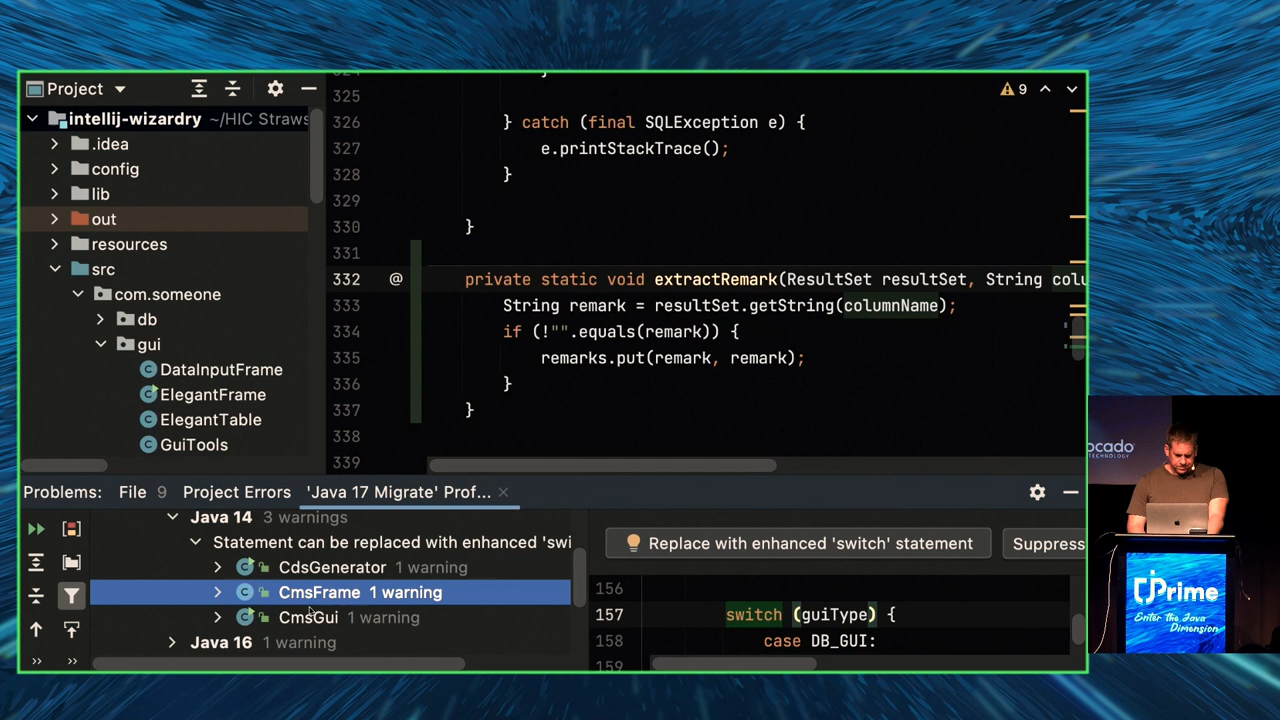 Project
intellij-wizardry ~/HIC Straws
.idea
config
lib
out
resources
src
com.someone
db
gui
DataInputFrame
ElegantFrame
ElegantTable
GuiTools
325
326 } catch (final SQLException e) {
327 e.printStackTrace();
328 }
329
330 }
331
332 @ private static void extractRemark(ResultSet resultSet, String colu
333 String remark = resultSet.getString(columnName);
334 if (!"".equals(remark)) {
335 remarks.put(remark, remark);
336 }
337 }
338
339
9
Problems: File 9 Project Errors 'Java 17 Migrate' Prof...
Java 14 3 warnings
Statement can be replaced with enhanced 'swi
CdsGenerator 1 warning
CmsFrame 1 warning
CmsGui 1 warning
Java 16 1 warning
Replace with enhanced 'switch' statement Suppress
156
157 switch (guiType) {
158 case DB_GUI:
159
ocado
TECHNOLOGY
jPrime
Enter the Java
Dimension